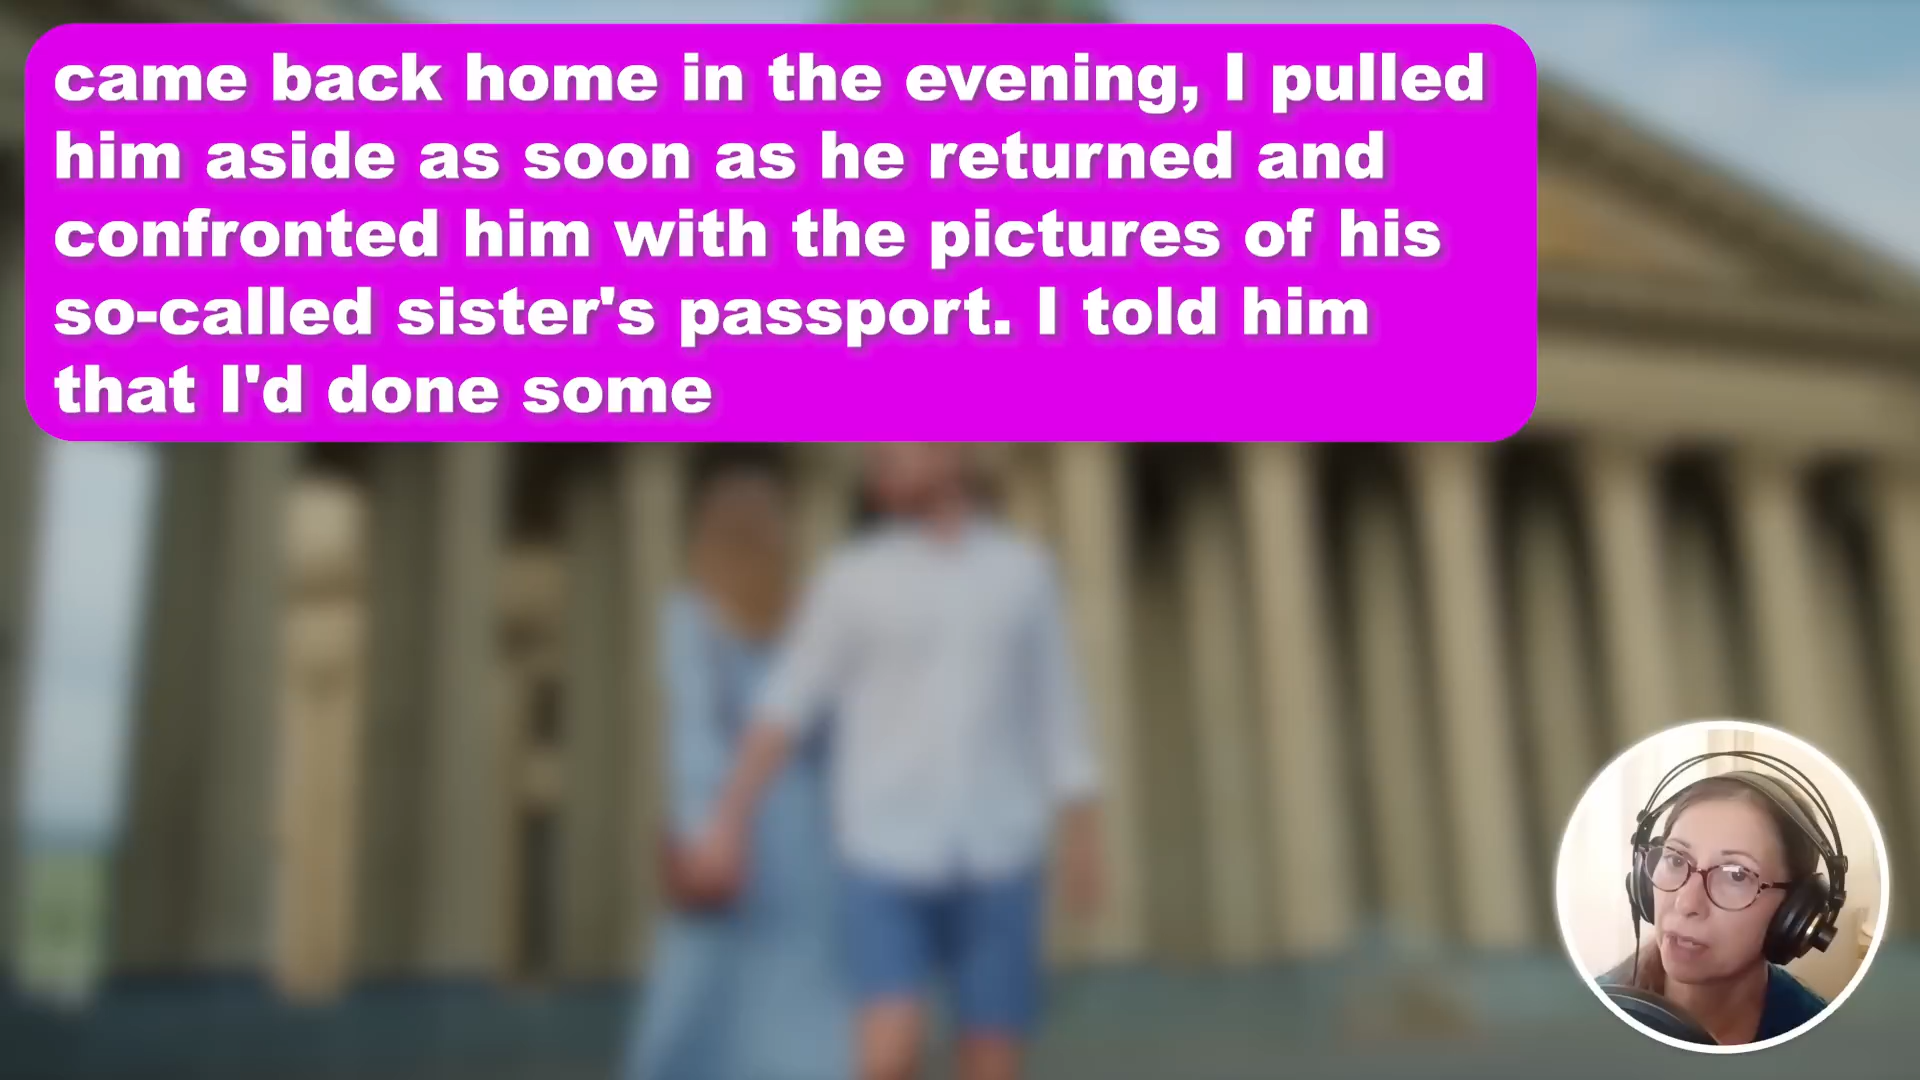 came back home in the evening, I pulled
him aside as soon as he returned and
confronted him with the pictures of his
so-called sister's passport. I told him
that I'd done some